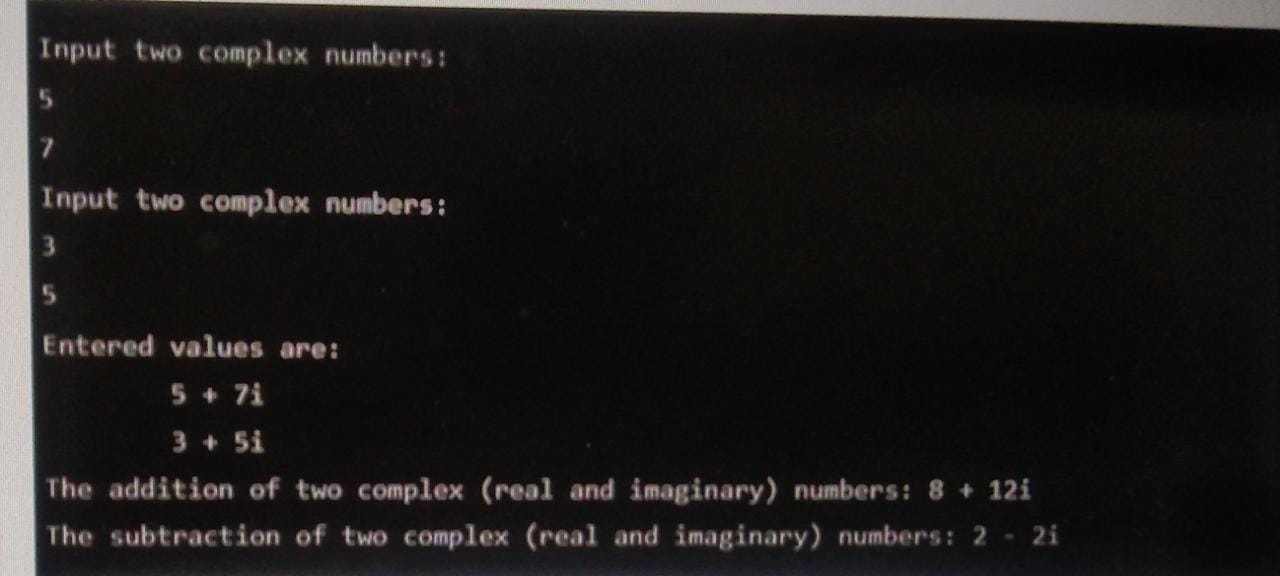 Input two complex numbers:
5
7
Input two complex numbers:
3
5
Entered values are:
5 + 7i
3 + 5i
The addition of two complex (real and imaginary) numbers: 8 + 12i
The subtraction of two complex (real and imaginary) numbers: 2 - 2i